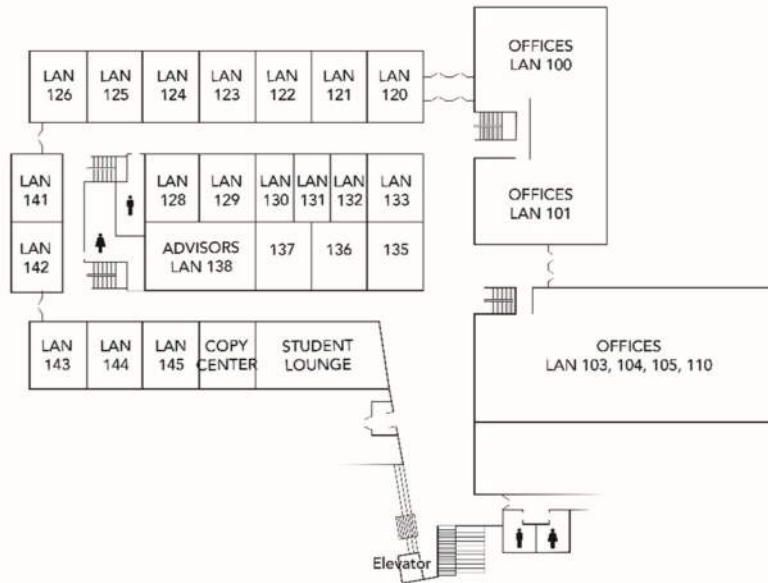 OFFICES
LAN 100
LAN
126
LAN
125
LAN
124
LAN
123
LAN
122
LAN
121
LAN
120
LAN
141
LAN
128
LAN
129
LAN
130
LAN
131
LAN
132
LAN
133
OFFICES
LAN 101
LAN
142
ADVISORS
LAN 138
137
136
135
LAN
143
LAN
144
LAN
145
COPY
CENTER
STUDENT
LOUNGE
OFFICES
LAN 103, 104, 105, 110
Elevator